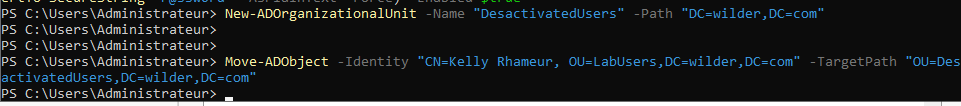 PS C:\Users\Administrateur> New-ADOrganizationalUnit -Name "DesactivatedUsers" -Path "DC=wilder,DC=com"
PS C:\Users\Administrateur>
PS C:\Users\Administrateur>
PS C:\Users\Administrateur> Move-ADObject -Identity "CN=Kelly Rhameur, OU=LabUsers,DC=wilder,DC=com" -TargetPath "OU=Des
activatedUsers,DC=wilder,DC=com"
PS C:\Users\Administrateur>